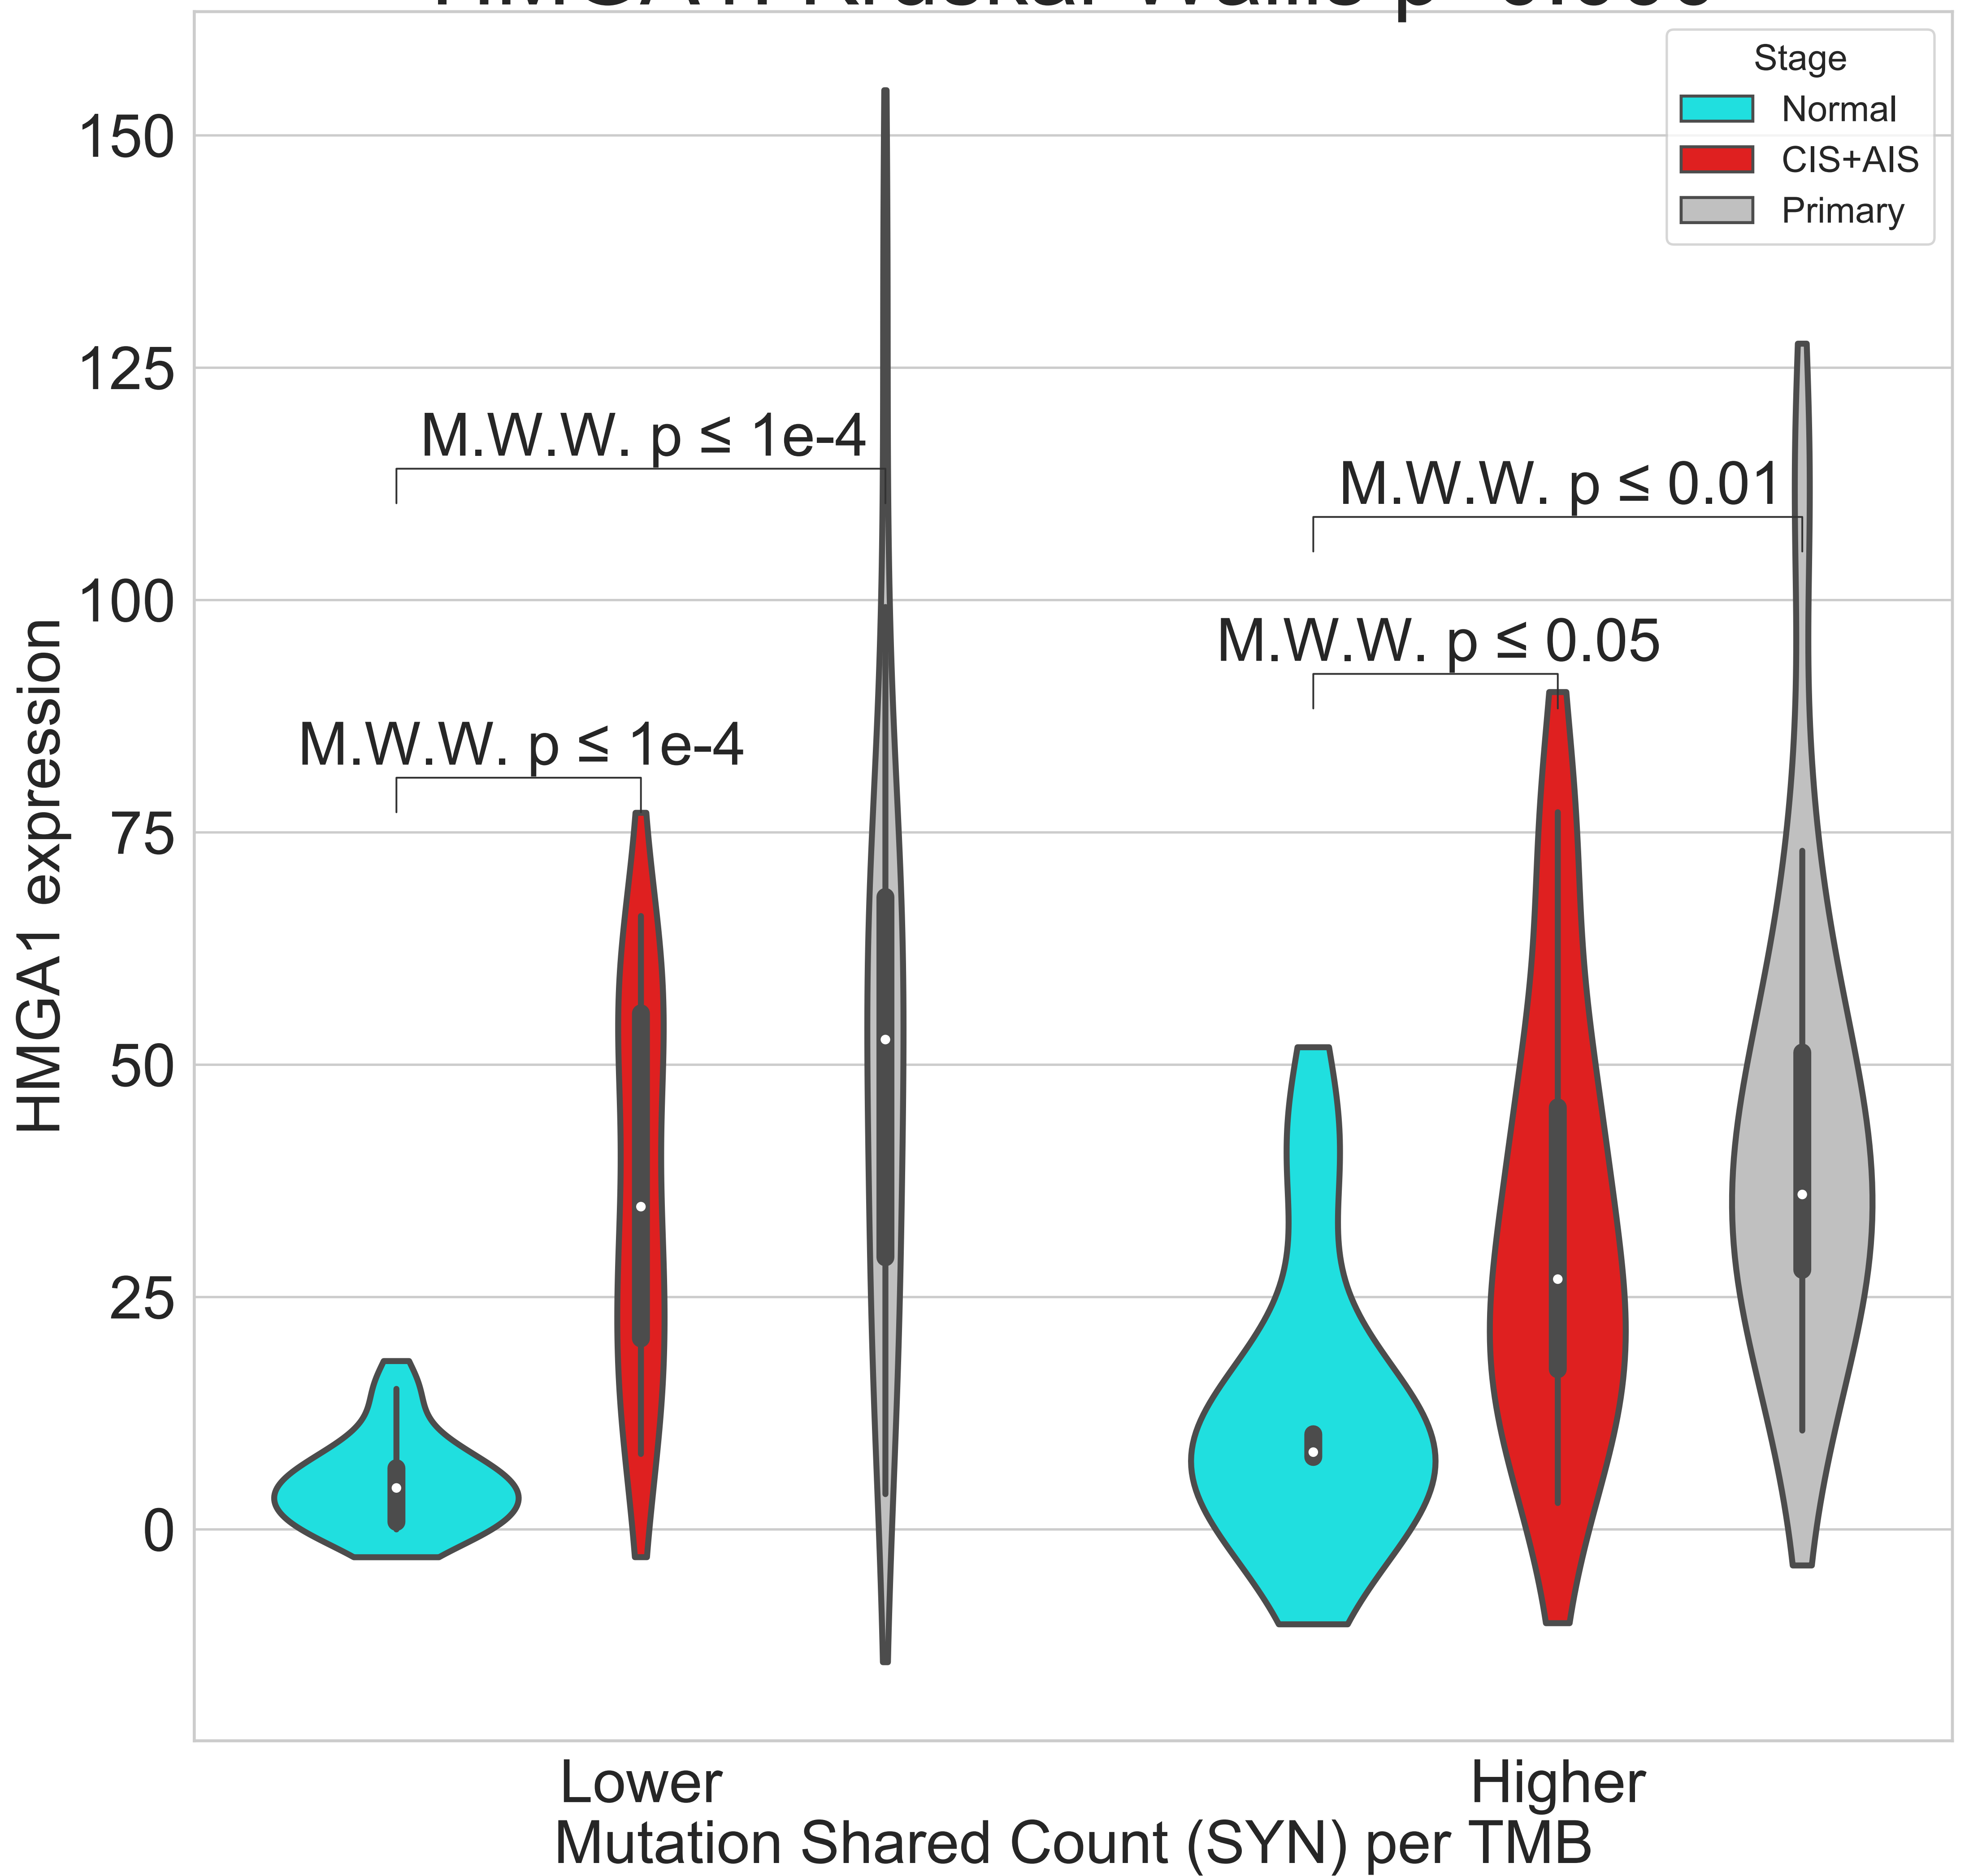 Stage
Normal
CIS+AIS
Primary
150
125
100
75
50
25
0
HMGA1 expression
M.W.W. p ≤ 1e-4
M.W.W. p ≤ 0.01
M.W.W. p ≤ 0.05
M.W.W. p ≤ 1e-4
Lower
Higher
Mutation Shared Count (SYN) per TMB